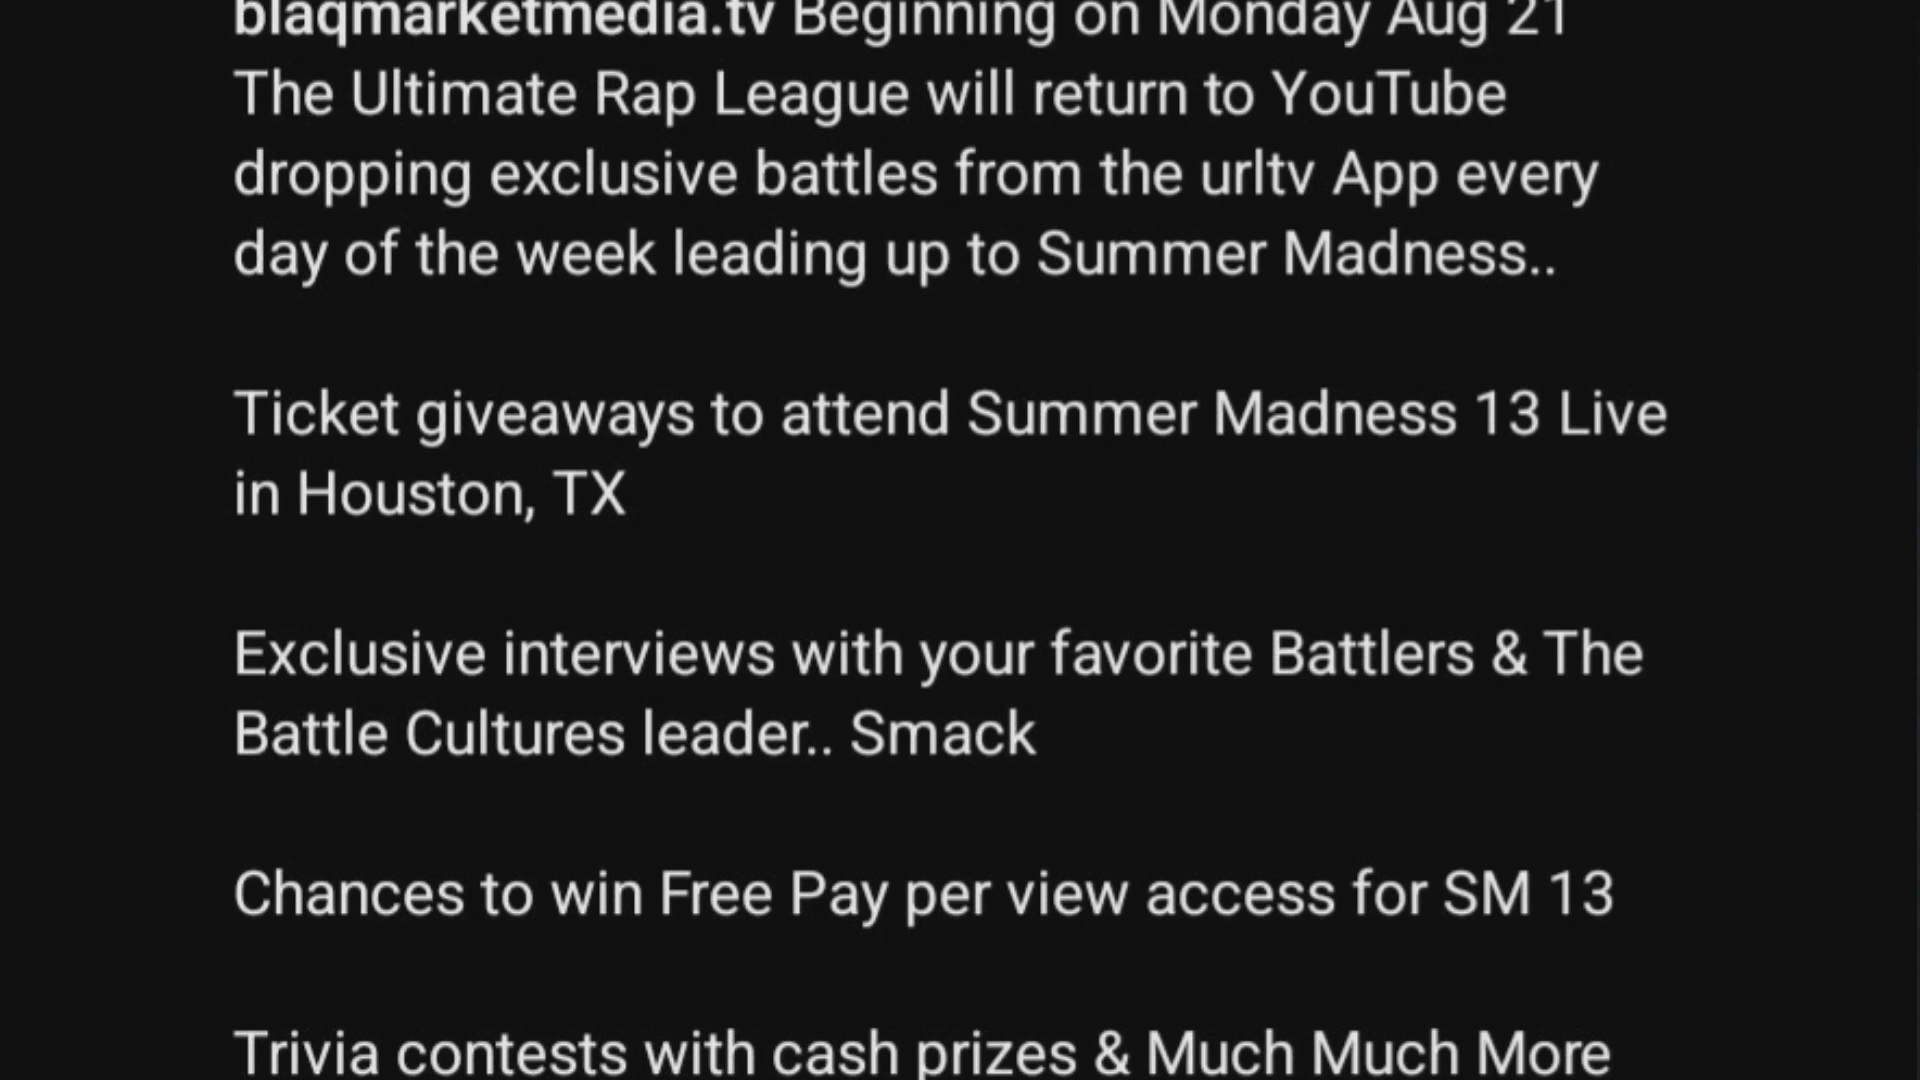 blaqmarketmedia.tv Beginning on Monday Aug 21
The Ultimate Rap League will return to YouTube
dropping exclusive battles from the urltv App every
day of the week leading up to Summer Madness..
Ticket giveaways to attend Summer Madness 13 Live
in Houston, TX
Exclusive interviews with your favorite Battlers & The
Battle Cultures leader.. Smack
Chances to win Free Pay per view access for SM 13
Trivia contests with cash prizes & Much Much More